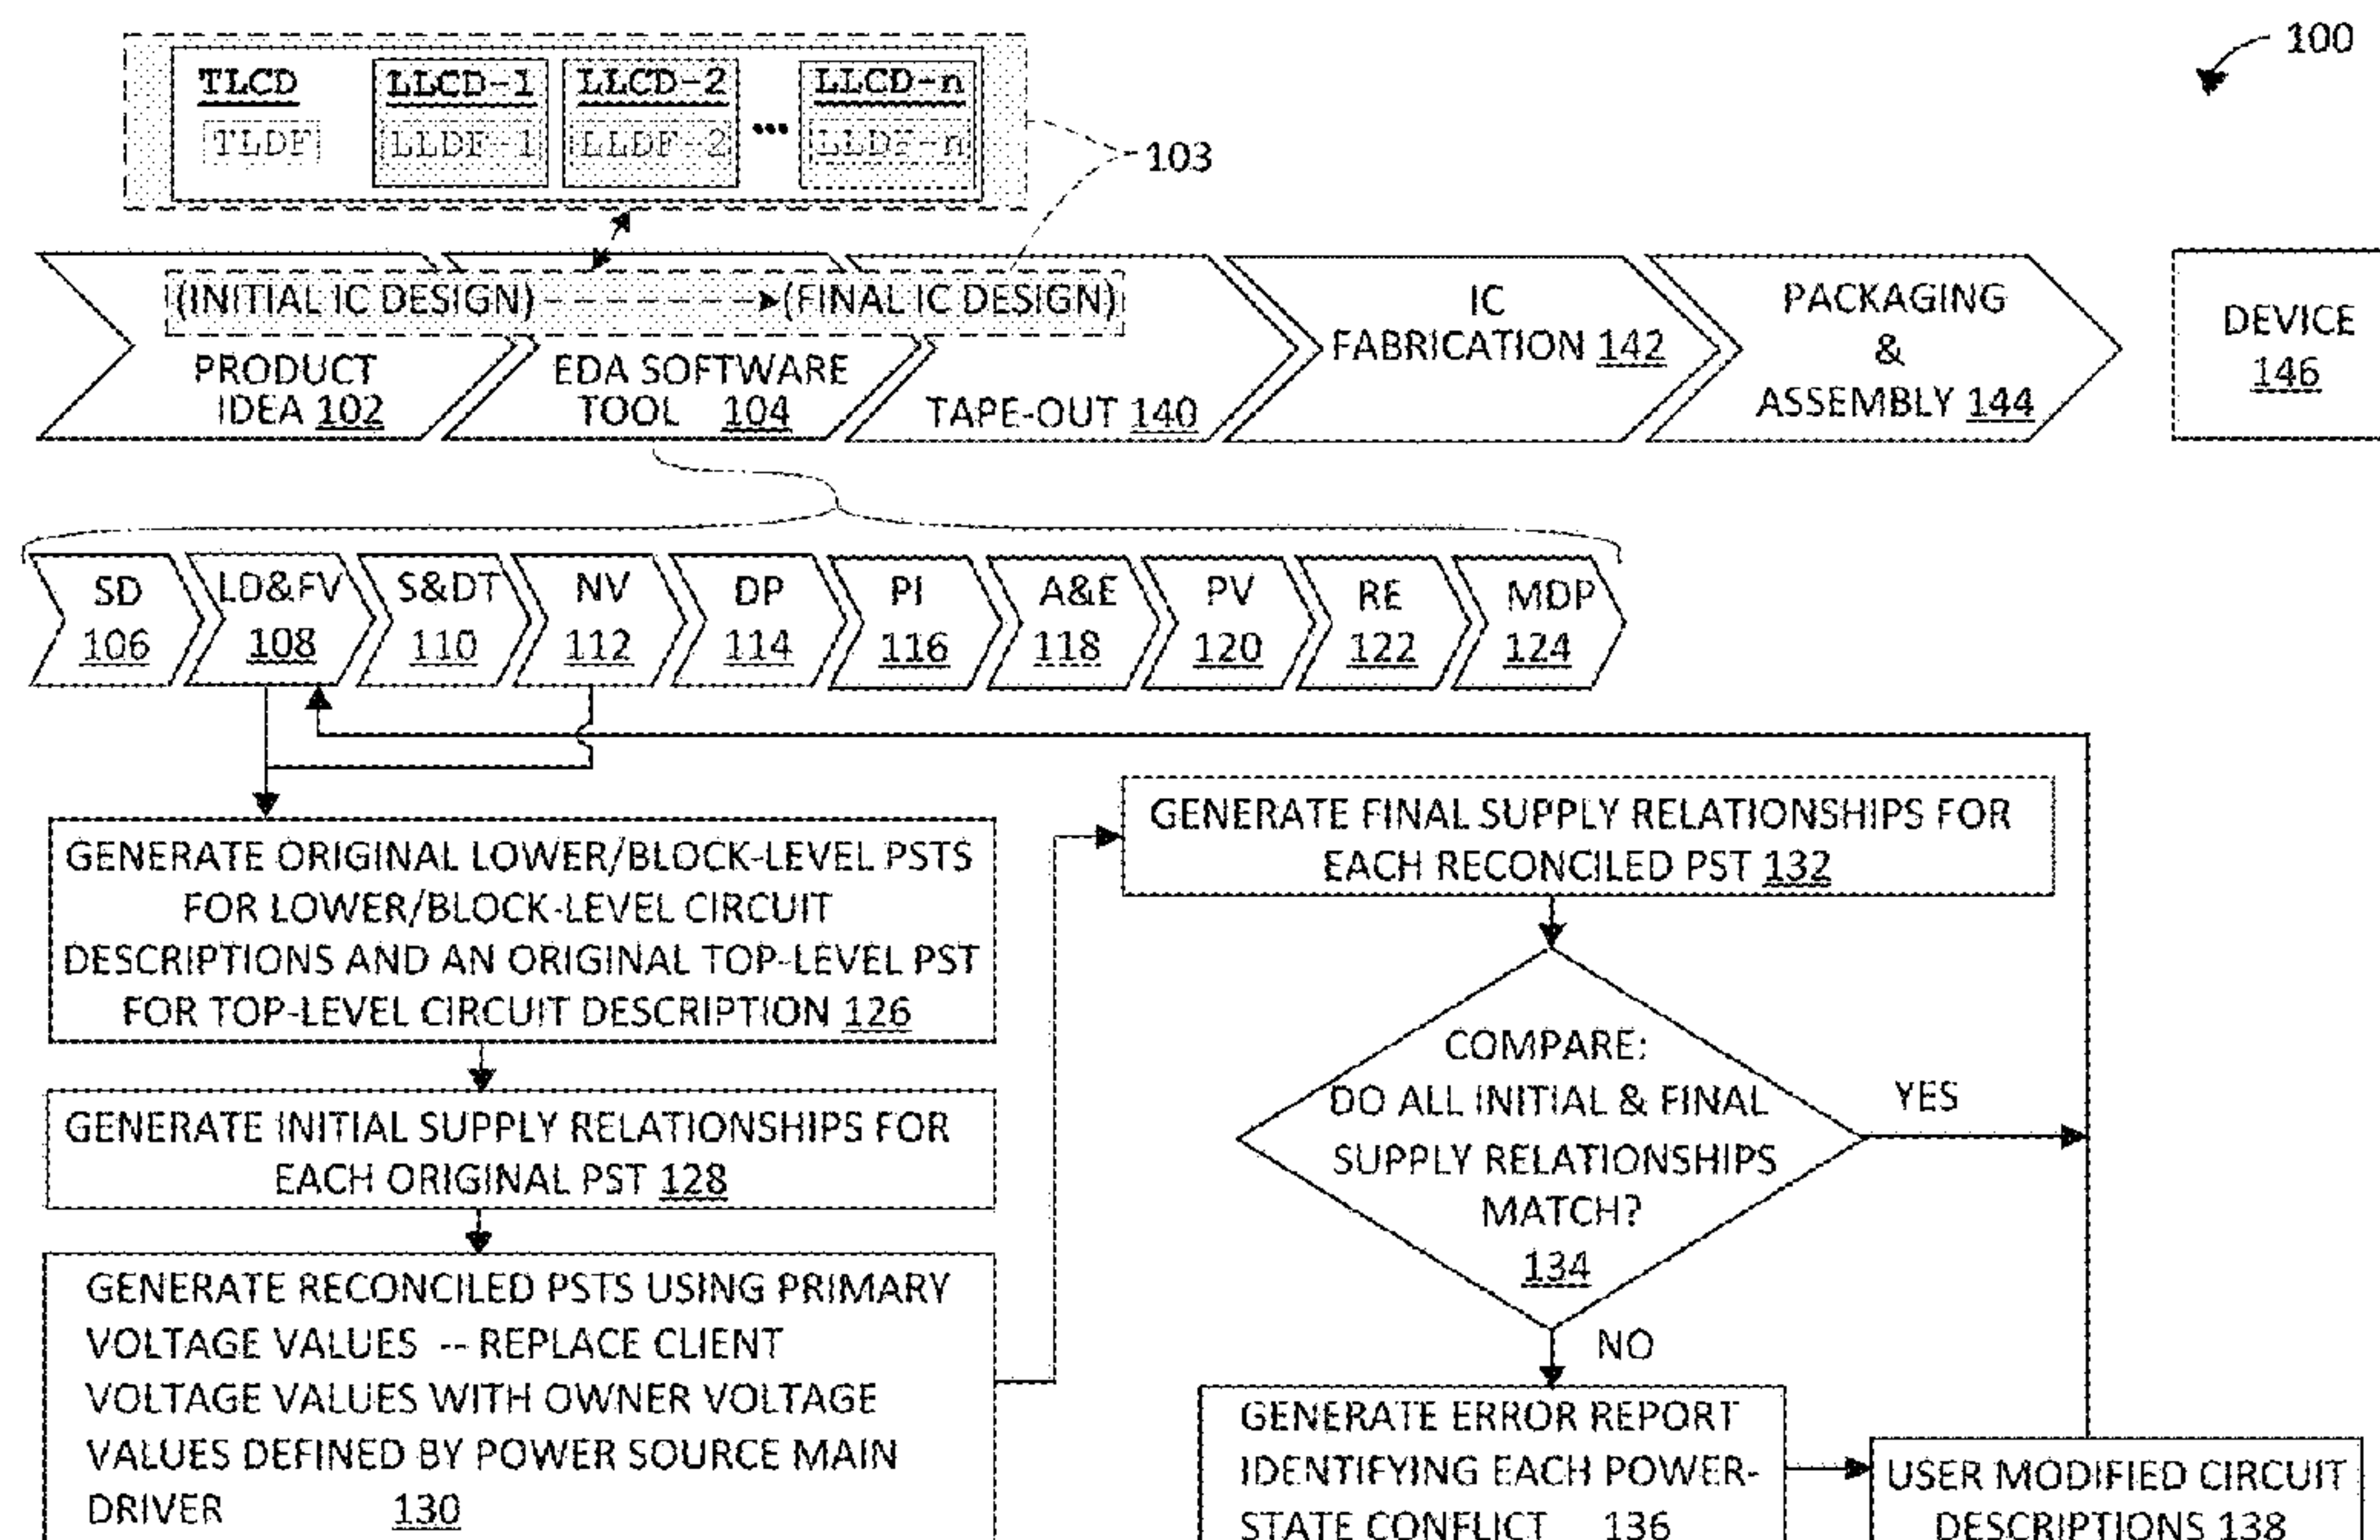 100
TLCD LLCD-1 LLCD-2 ... LLCD-n
TLDF LLDF-1 LLDF-2 LLDF-n
103
(INITIAL IC DESIGN) (FINAL IC DESIGN)
PRODUCT
IDEA 102
EDA SOFTWARE
TOOL 104
TAPE-OUT 140
IC
FABRICATION 142
PACKAGING
&
ASSEMBLY 144
DEVICE
146
SD
106
LD&FV
108
S&DT
110
NV
112
DP
114
PI
116
A&E
118
PV
120
RE
122
MDP
124
GENERATE ORIGINAL LOWER/BLOCK-LEVEL PSTS
FOR LOWER/BLOCK-LEVEL CIRCUIT
DESCRIPTIONS AND AN ORIGINAL TOP-LEVEL PST
FOR TOP-LEVEL CIRCUIT DESCRIPTION 126
GENERATE INITIAL SUPPLY RELATIONSHIPS FOR
EACH ORIGINAL PST 128
GENERATE RECONCILED PSTS USING PRIMARY
VOLTAGE VALUES -- REPLACE CLIENT
VOLTAGE VALUES WITH OWNER VOLTAGE
VALUES DEFINED BY POWER SOURCE MAIN
DRIVER 130
GENERATE FINAL SUPPLY RELATIONSHIPS FOR
EACH RECONCILED PST 132
COMPARE:
DO ALL INITIAL & FINAL
SUPPLY RELATIONSHIPS
MATCH?
134
YES
NO
GENERATE ERROR REPORT
IDENTIFYING EACH POWER-
STATE CONFLICT 136
USER MODIFIED CIRCUIT
DESCRIPTIONS 138